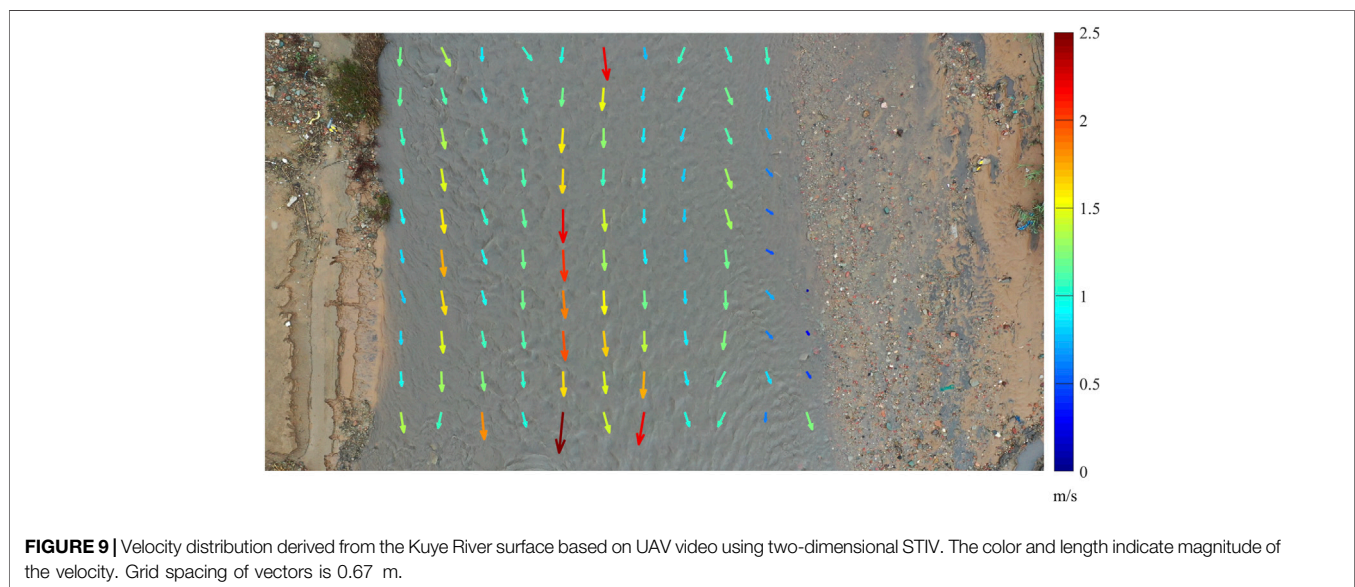 2.5
2
1.5
1
0.5
0
m/s
FIGURE 9 | Velocity distribution derived from the Kuye River surface based on UAV video using two-dimensional STIV. The color and length indicate magnitude of
the velocity. Grid spacing of vectors is 0.67 m.